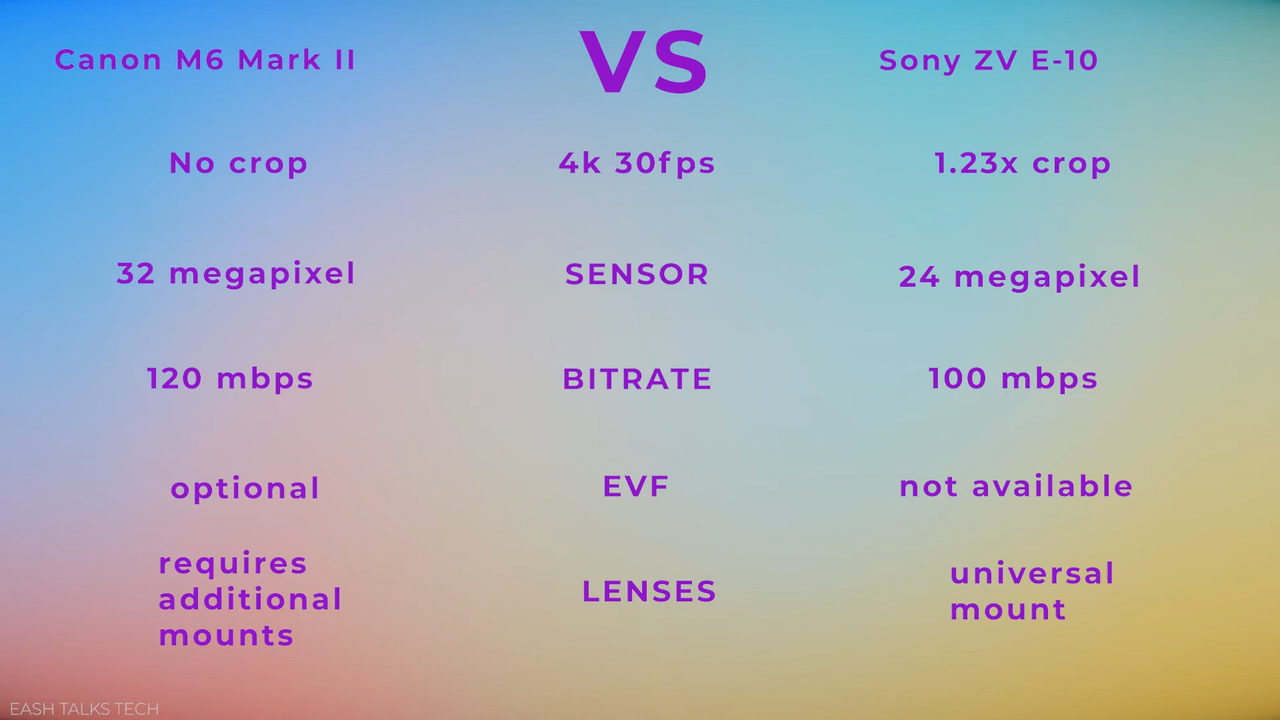 Canon M6 Mark II
VS
Sony ZV E-10
No crop
4k 30fps
1.23x crop
32 megapixel
SENSOR
24 megapixel
120 mbps
BITRATE
100 mbps
optional
EVF
not available
requires
additional
mounts
LENSES
universal
mount
EASH TALKS TECH